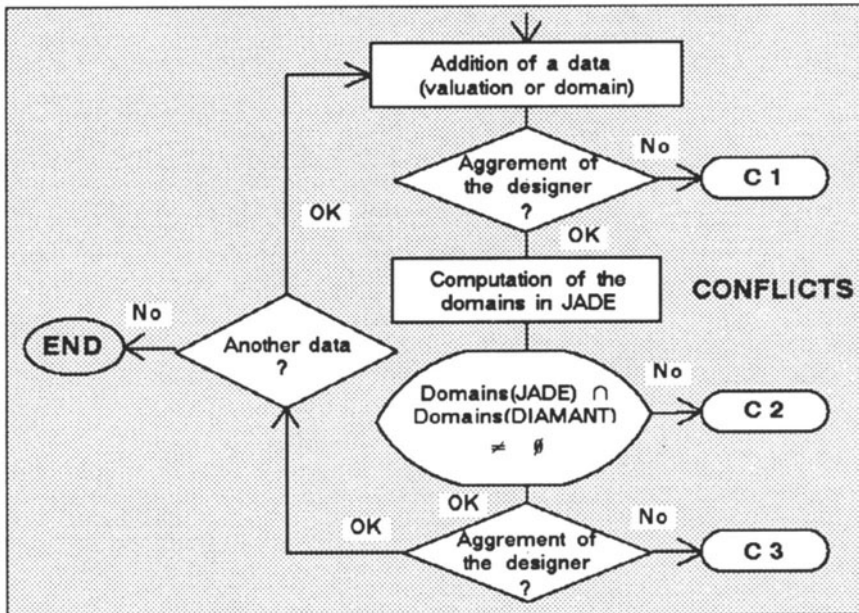 Addition of a data
(valuation or domain)
No
Aggrement of
the designer
?
C 1
OK
OK
Computation of the
domains in JADE
CONFLICTS
No
END
Another data
?
Domains(JADE) ∩
Domains(DIAMANT)
≠ ø
No
C 2
OK
OK
Aggrement of
the designer
?
No
C 3